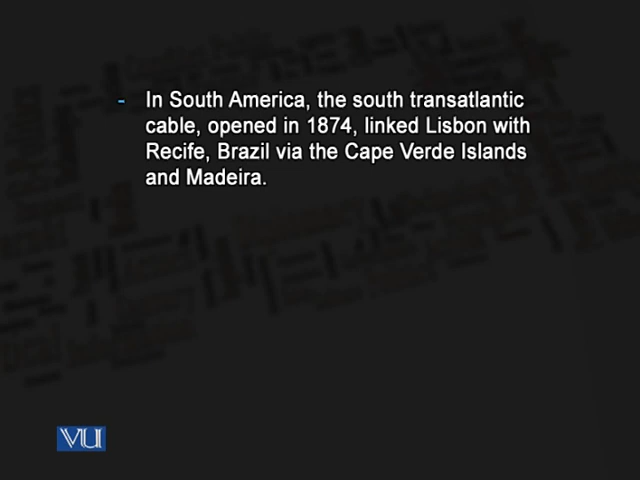 - In South America, the south transatlantic
cable, opened in 1874, linked Lisbon with
Recife, Brazil via the Cape Verde Islands
and Madeira.
VU